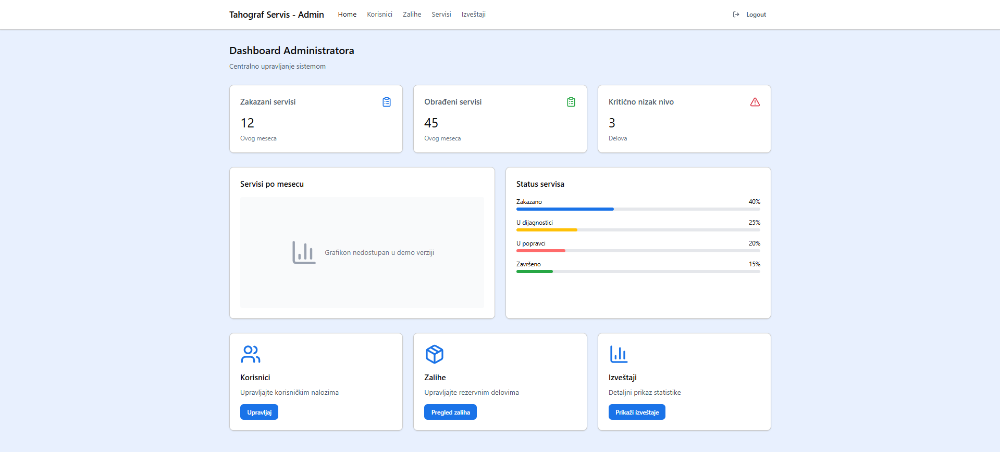 Tahograf Servis - Admin Home Korisnici Zalihe Servisi Izveštaji Logout
Dashboard Administratora
Centralno upravljanje sistemom
Zakazani servisi
12
Ovog meseca
Obrađeni servisi
45
Ovog meseca
Kritično nizak nivo
3
Delova
Servisi po mesecu
Grafikon nedostupan u demo verziji
Status servisa
Zakazano 40%
U dijagnostici 25%
U popravci 20%
Završeno 15%
Korisnici
Upravljajte korisničkim nalozima
Upravljaj
Zalihe
Upravljajte rezervnim delovima
Pregled zaliha
Izveštaji
Detaljni prikaz statistike
Prikaži izveštaje